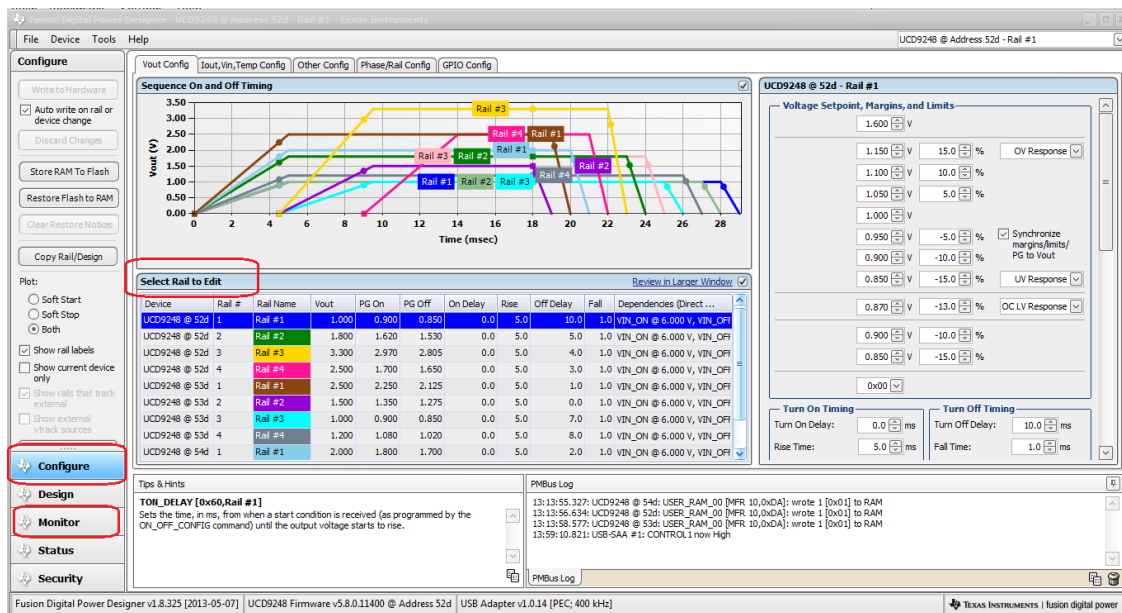 Fusion Digital Power Designer - UCD9248 @ Address 52d - Rail #1 - Texas Instruments
File Device Tools Help
UCD9248 @ Address 52d - Rail #1
Configure
Write to Hardware
Auto write on rail or
device change
Discard Changes
Store RAM To Flash
Restore Flash to RAM
Clear Restore Notices
Copy Rail/Design
Plot:
Soft Start
Soft Stop
Both
Show rail labels
Show current device
only
Show rails that track
external
Show external
vtrack sources
Configure
Design
Monitor
Status
Security
Vout Config Iout,Vin,Temp Config Other Config Phase/Rail Config GPIO Config
Sequence On and Off Timing
Vout (V)
3.50
3.00
2.50
2.00
1.50
1.00
0.50
0.00
Rail #3
Rail #4 Rail #1
Rail #3 Rail #2 Rail #1
Rail #2
Rail #4
Rail #1 Rail #2 Rail #3
0 2 4 6 8 10 12 14 16 18 20 22 24 26 28
Time (msec)
Select Rail to Edit Review in Larger Window
Device Rail # Rail Name Vout PG On PG Off On Delay Rise Off Delay Fall Dependencies (Direct ...
UCD9248 @ 52d 1 Rail #1 1.000 0.900 0.850 0.0 5.0 10.0 1.0 VIN_ON @ 6.000 V, VIN_OFF
UCD9248 @ 52d 2 Rail #2 1.800 1.620 1.530 0.0 5.0 5.0 1.0 VIN_ON @ 6.000 V, VIN_OFF
UCD9248 @ 52d 3 Rail #3 3.300 2.970 2.805 0.0 5.0 4.0 1.0 VIN_ON @ 6.000 V, VIN_OFF
UCD9248 @ 52d 4 Rail #4 2.500 1.700 1.650 0.0 5.0 3.0 1.0 VIN_ON @ 6.000 V, VIN_OFF
UCD9248 @ 53d 1 Rail #1 2.500 2.250 2.125 0.0 5.0 1.0 1.0 VIN_ON @ 6.000 V, VIN_OFF
UCD9248 @ 53d 2 Rail #2 1.500 1.350 1.275 0.0 5.0 0.0 1.0 VIN_ON @ 6.000 V, VIN_OFF
UCD9248 @ 53d 3 Rail #3 1.000 0.900 0.850 0.0 5.0 7.0 1.0 VIN_ON @ 6.000 V, VIN_OFF
UCD9248 @ 53d 4 Rail #4 1.200 1.080 1.020 0.0 5.0 8.0 1.0 VIN_ON @ 6.000 V, VIN_OFF
UCD9248 @ 54d 1 Rail #1 2.000 1.800 1.700 0.0 5.0 2.0 1.0 VIN_ON @ 6.000 V, VIN_OFF
UCD9248 @ 52d - Rail #1
Voltage Setpoint, Margins, and Limits
1.600 V
1.150 V 15.0 % OV Response
1.100 V 10.0 %
1.050 V 5.0 %
1.000 V
0.950 V -5.0 % Synchronize
margins/limits/
PG to Vout
0.900 V -10.0 %
0.850 V -15.0 % UV Response
0.870 V -13.0 % OC LV Response
0.900 V -10.0 %
0.850 V -15.0 %
0x00
Turn On Timing
Turn On Delay: 0.0 ms
Rise Time: 5.0 ms
Turn Off Timing
Turn Off Delay: 10.0 ms
Fall Time: 1.0 ms
Tips & Hints
TON_DELAY [0x60,Rail #1]
Sets the time, in ms, from when a start condition is received (as programmed by the
ON_OFF_CONFIG command) until the output voltage starts to rise.
PMBus Log
13:13:55.327: UCD9248 @ 54d: USER_RAM_00 [MFR 10,0xDA]: wrote 1 [0x01] to RAM
13:13:56.634: UCD9248 @ 52d: USER_RAM_00 [MFR 10,0xDA]: wrote 1 [0x01] to RAM
13:13:58.577: UCD9248 @ 53d: USER_RAM_00 [MFR 10,0xDA]: wrote 1 [0x01] to RAM
13:59:10.821: USB-SAA #1: CONTROL1 now High
PMBus Log
Fusion Digital Power Designer v1.8.325 [2013-05-07] UCD9248 Firmware v5.8.0.11400 @ Address 52d USB Adapter v1.0.14 [PEC; 400 kHz] TEXAS INSTRUMENTS | fusion digital power